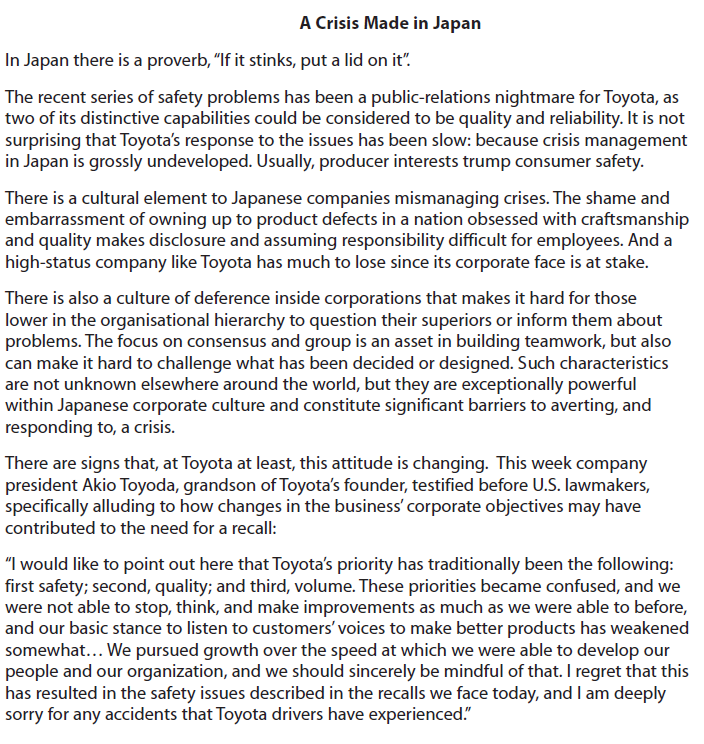 A Crisis Made in Japan
In Japan there is a proverb, “If it stinks, put a lid on it”.
The recent series of safety problems has been a public-relations nightmare for Toyota, as
two of its distinctive capabilities could be considered to be quality and reliability. It is not
surprising that Toyota’s response to the issues has been slow: because crisis management
in Japan is grossly undeveloped. Usually, producer interests trump consumer safety.
There is a cultural element to Japanese companies mismanaging crises. The shame and
embarrassment of owning up to product defects in a nation obsessed with craftsmanship
and quality makes disclosure and assuming responsibility difficult for employees. And a
high-status company like Toyota has much to lose since its corporate face is at stake.
There is also a culture of deference inside corporations that makes it hard for those
lower in the organisational hierarchy to question their superiors or inform them about
problems. The focus on consensus and group is an asset in building teamwork, but also
can make it hard to challenge what has been decided or designed. Such characteristics
are not unknown elsewhere around the world, but they are exceptionally powerful
within Japanese corporate culture and constitute significant barriers to averting, and
responding to, a crisis.
There are signs that, at Toyota at least, this attitude is changing.  This week company
president Akio Toyoda, grandson of Toyota’s founder, testified before U.S. lawmakers,
specifically alluding to how changes in the business’ corporate objectives may have
contributed to the need for a recall:
“I would like to point out here that Toyota’s priority has traditionally been the following:
first safety; second, quality; and third, volume. These priorities became confused, and we
were not able to stop, think, and make improvements as much as we were able to before,
and our basic stance to listen to customers’ voices to make better products has weakened
somewhat… We pursued growth over the speed at which we were able to develop our
people and our organization, and we should sincerely be mindful of that. I regret that this
has resulted in the safety issues described in the recalls we face today, and I am deeply
sorry for any accidents that Toyota drivers have experienced.”